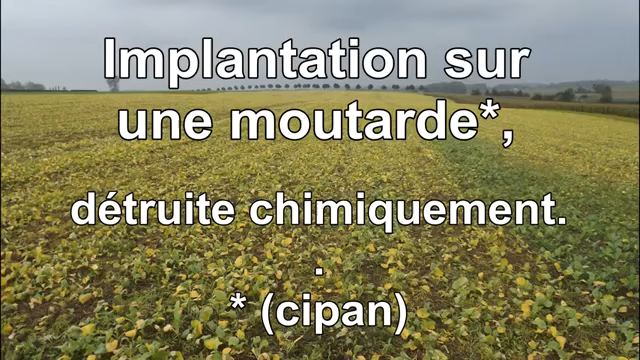 Implantation sur
une moutarde*,
détruite chimiquement.
.
* (cipan)